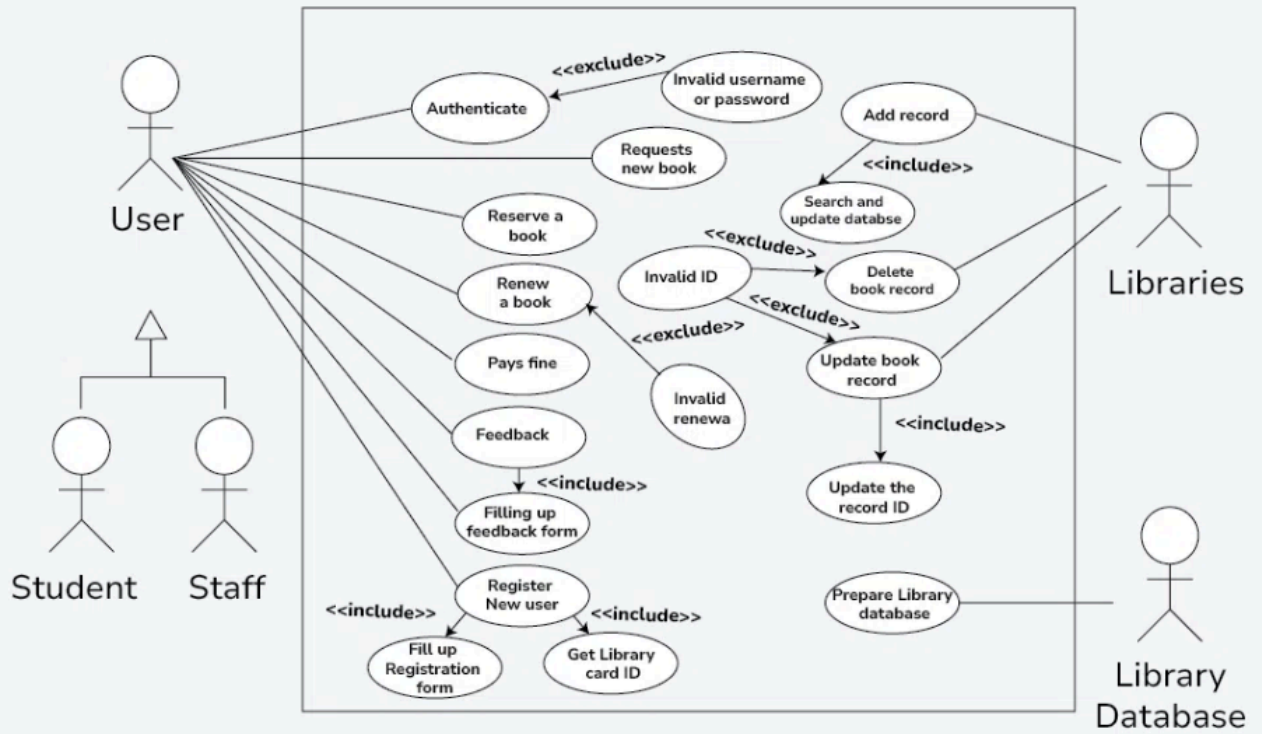 <<exclude>>
Invalid username
or password
Authenticate
Add record
Requests
new book
<<include>>
User
Search and
update databse
Reserve a
book
<<exclude>>
Invalid ID
Delete
book record
Libraries
Renew
a book
<<exclude>>
<<exclude>>
Pays fine
Update book
record
Invalid
renewa
Feedback
<<include>>
<<include>>
Filling up
feedback form
Update the
record ID
Student
Staff
Register
New user
<<include>>
<<include>>
Prepare Library
database
Fill up
Registration
form
Get Library
card ID
Library
Database